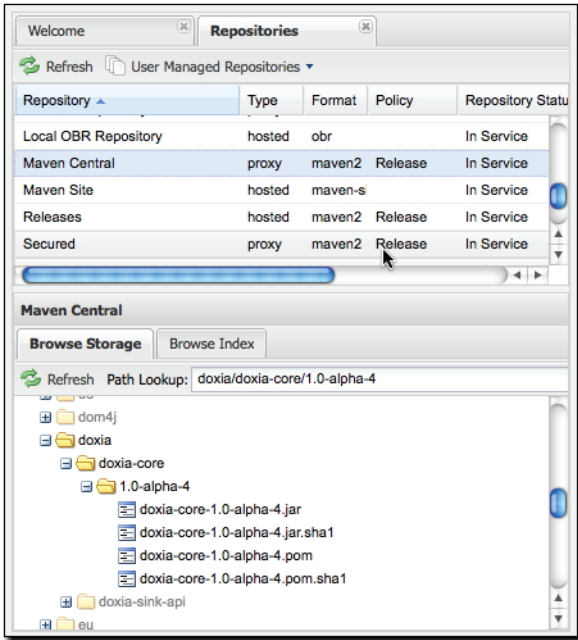 Welcome Repositories
Refresh User Managed Repositories
Repository Type Format Policy Repository Statu
Local OBR Repository hosted obr In Service
Maven Central proxy maven2 Release In Service
Maven Site hosted maven-si In Service
Releases hosted maven2 Release In Service
Secured proxy maven2 Release In Service
Maven Central
Browse Storage Browse Index
Refresh Path Lookup: doxia/doxia-core/1.0-alpha-4
dom4j
doxia
doxia-core
1.0-alpha-4
doxia-core-1.0-alpha-4.jar
doxia-core-1.0-alpha-4.jar.sha1
doxia-core-1.0-alpha-4.pom
doxia-core-1.0-alpha-4.pom.sha1
doxia-sink-api
eu